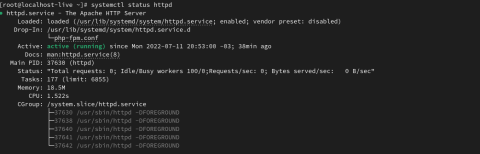 [root@localhost-live ~]# systemctl status httpd
● httpd.service - The Apache HTTP Server
Loaded: loaded (/usr/lib/systemd/system/httpd.service; enabled; vendor preset: disabled)
Drop-In: /usr/lib/systemd/system/httpd.service.d
└─php-fpm.conf
Active: active (running) since Mon 2022-07-11 20:53:00 -03; 38min ago
Docs: man:httpd.service(8)
Main PID: 37630 (httpd)
Status: "Total requests: 0; Idle/Busy workers 100/0;Requests/sec: 0; Bytes served/sec:   0 B/sec"
Tasks: 177 (limit: 6855)
Memory: 18.5M
CPU: 1.522s
CGroup: /system.slice/httpd.service
├─37630 /usr/sbin/httpd -DFOREGROUND
├─37638 /usr/sbin/httpd -DFOREGROUND
├─37640 /usr/sbin/httpd -DFOREGROUND
├─37641 /usr/sbin/httpd -DFOREGROUND
└─37642 /usr/sbin/httpd -DFOREGROUND